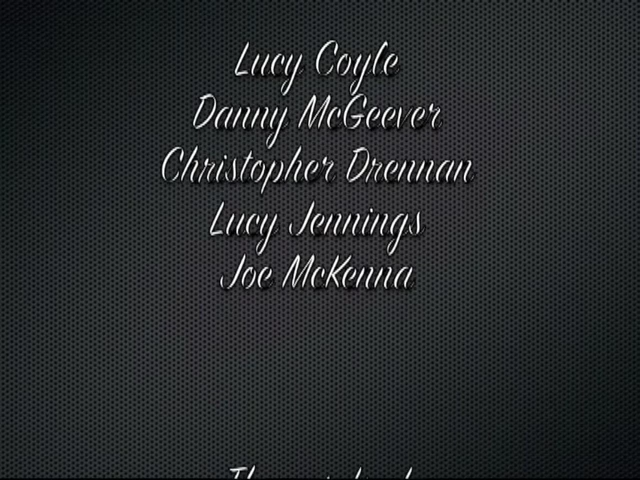 Lucy Coyle
Danny McGeever
Christopher Drennan
Lucy Jennings
Joe McKenna